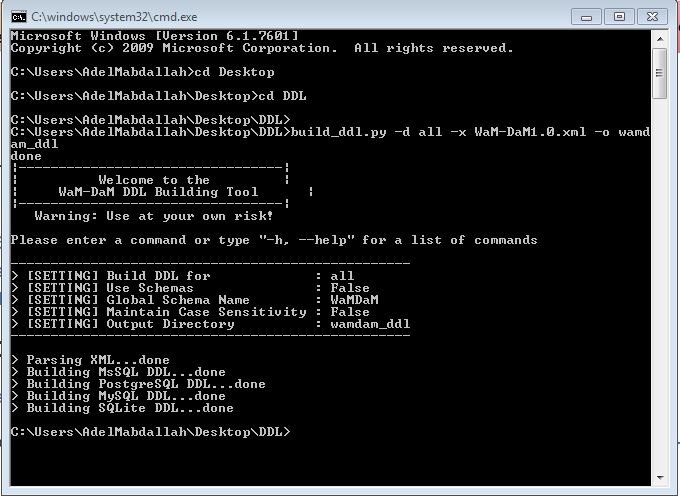 C:\windows\system32\cmd.exe
Microsoft Windows [Version 6.1.7601]
Copyright (c) 2009 Microsoft Corporation.  All rights reserved.
C:\Users\AdelMabdallah>cd Desktop
C:\Users\AdelMabdallah\Desktop>cd DDL
C:\Users\AdelMabdallah\Desktop\DDL>
C:\Users\AdelMabdallah\Desktop\DDL>build_ddl.py -d all -x WaM-DaM1.0.xml -o wamd
am_ddl
done
|--------------------------------|
|          Welcome to the         |
|     WaM-DaM DDL Building Tool      |
|--------------------------------|
   Warning: Use at your own risk!
Please enter a command or type "-h, --help" for a list of commands
--------------------------------------------------
> [SETTING] Build DDL for             : all
> [SETTING] Use Schemas               : False
> [SETTING] Global Schema Name        : WaMDaM
> [SETTING] Maintain Case Sensitivity : False
> [SETTING] Output Directory          : wamdam_ddl
--------------------------------------------------
> Parsing XML...done
> Building MsSQL DDL...done
> Building PostgreSQL DDL...done
> Building MySQL DDL...done
> Building SQLite DDL...done
C:\Users\AdelMabdallah\Desktop\DDL>